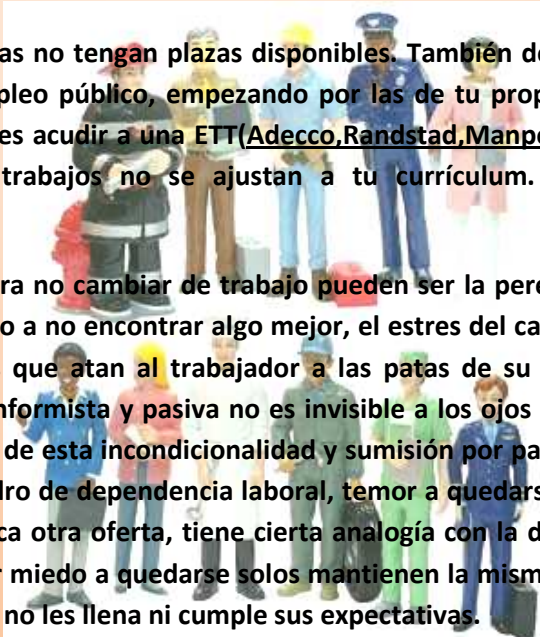 as no tengan plazas disponibles. También de
pleo público, empezando por las de tu prop
es acudir a una ETT(Adecco,Randstad,Manpo
trabajos no se ajustan a tu currículum.
ra no cambiar de trabajo pueden ser la pere
o a no encontrar algo mejor, el estres del ca
s que atan al trabajador a las patas de su
nformista y pasiva no es invisible a los ojos
de esta incondicionalidad y sumisión por pa
dro de dependencia laboral, temor a quedars
ca otra oferta, tiene cierta analogía con la d
r miedo a quedarse solos mantienen la mism
no les llena ni cumple sus expectativas.